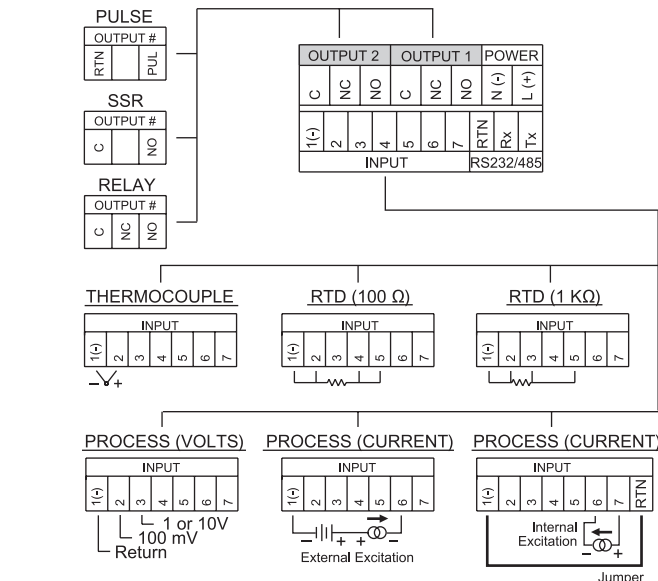 PULSE
OUTPUT #
RTN PUL
SSR
OUTPUT #
C NO
RELAY
OUTPUT #
C NC NO
OUTPUT 2 OUTPUT 1 POWER
C NC NO C NC NO N (-) L (+)
1(-) 2 3 4 5 6 7 RTN Rx Tx
INPUT RS232/485
THERMOCOUPLE
INPUT
1(-) 2 3 4 5 6 7
- +
RTD (100 Ω)
INPUT
1(-) 2 3 4 5 6 7
RTD (1 KΩ)
INPUT
1(-) 2 3 4 5 6 7
PROCESS (VOLTS)
INPUT
1(-) 2 3 4 5 6 7
1 or 10V
100 mV
Return
PROCESS (CURRENT)
INPUT
1(-) 2 3 4 5 6 7
- + + -
External Excitation
PROCESS (CURRENT)
INPUT
1(-) 2 3 4 5 6 7 RTN
Internal
Excitation - +
Jumper